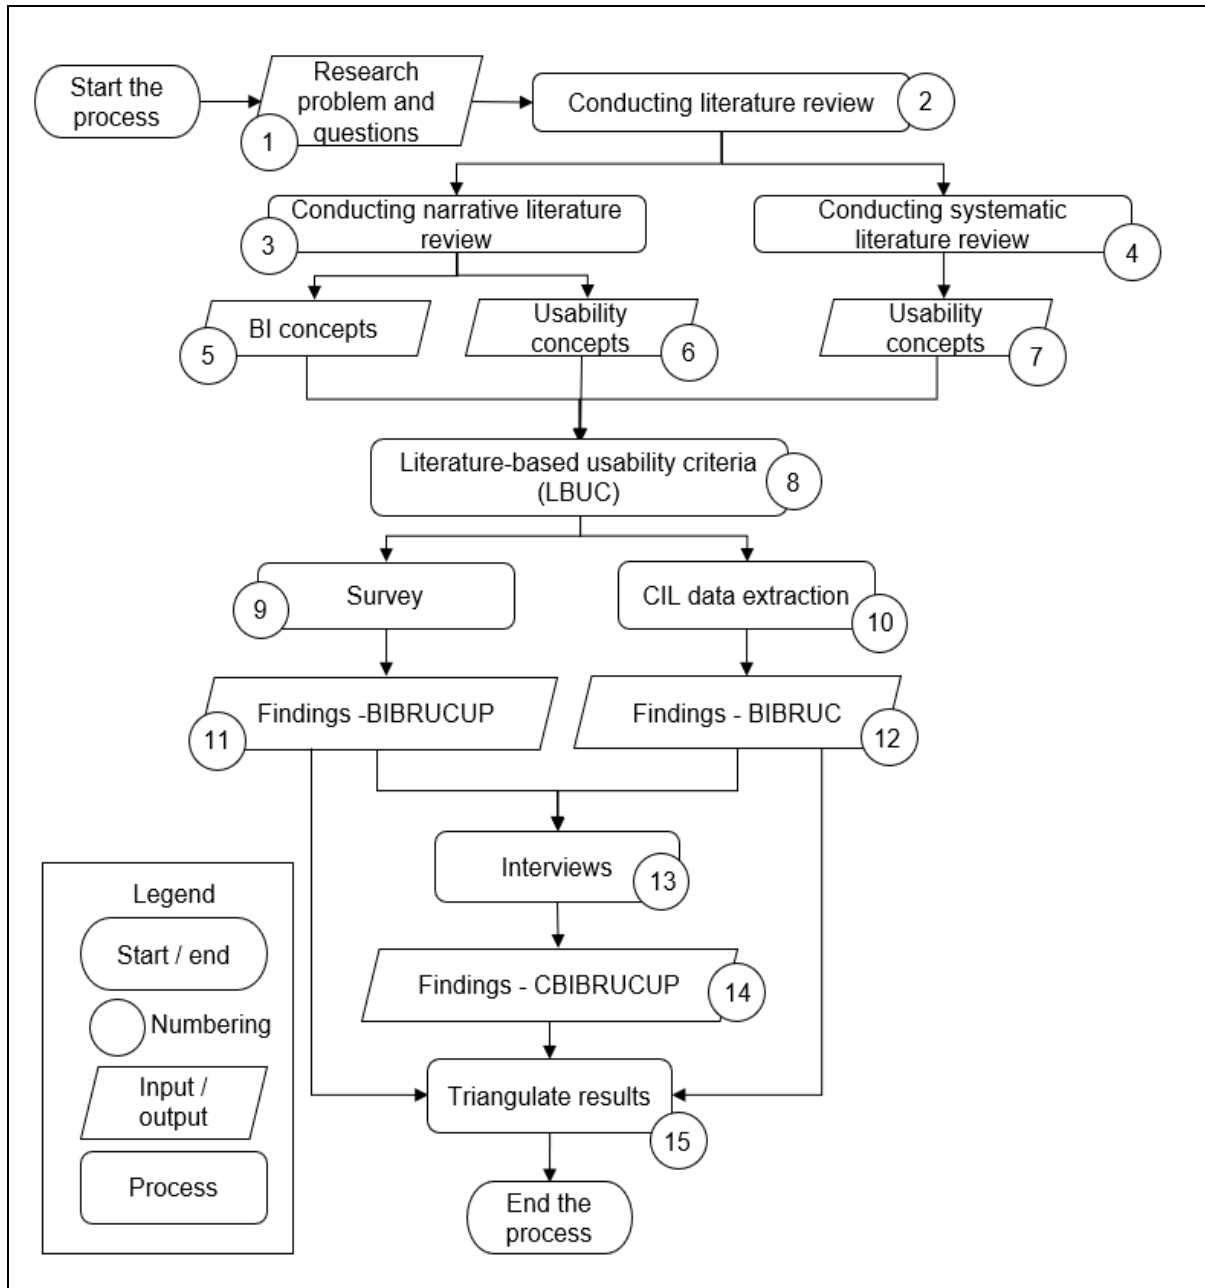 Start the
process
Research
problem and
questions
1
Conducting literature review
2
Conducting narrative literature
review
3
Conducting systematic
literature review
4
BI concepts
5
Usability
concepts
6
Usability
concepts
7
Literature-based usability criteria
(LBUC)
8
Survey
9
CIL data extraction
10
Findings -BIBRUCUP
11
Findings - BIBRUC
12
Interviews
13
Findings - CBIBRUCUP
14
Triangulate results
15
End the
process
Legend
Start / end
Numbering
Input /
output
Process